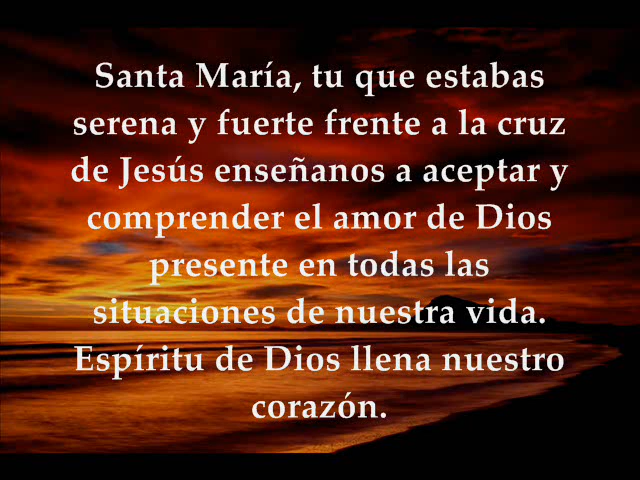 Santa María, tu que estabas
serena y fuerte frente a la cruz
de Jesús enseñanos a aceptar y
comprender el amor de Dios
presente en todas las
situaciones de nuestra vida.
Espíritu de Dios llena nuestro
corazón.